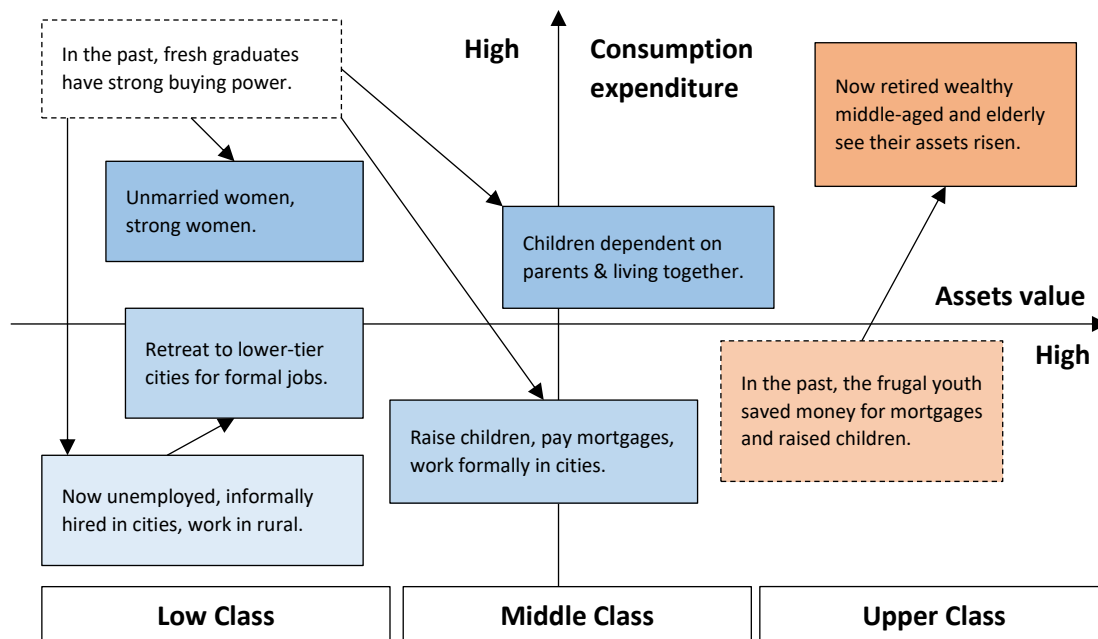 In the past, fresh graduates
have strong buying power.
High
Consumption
expenditure
Now retired wealthy
middle-aged and elderly
see their assets risen.
Unmarried women,
strong women.
Children dependent on
parents & living together.
Assets value
High
Retreat to lower-tier
cities for formal jobs.
In the past, the frugal youth
saved money for mortgages
and raised children.
Raise children, pay mortgages,
work formally in cities.
Now unemployed, informally
hired in cities, work in rural.
Low Class
Middle Class
Upper Class